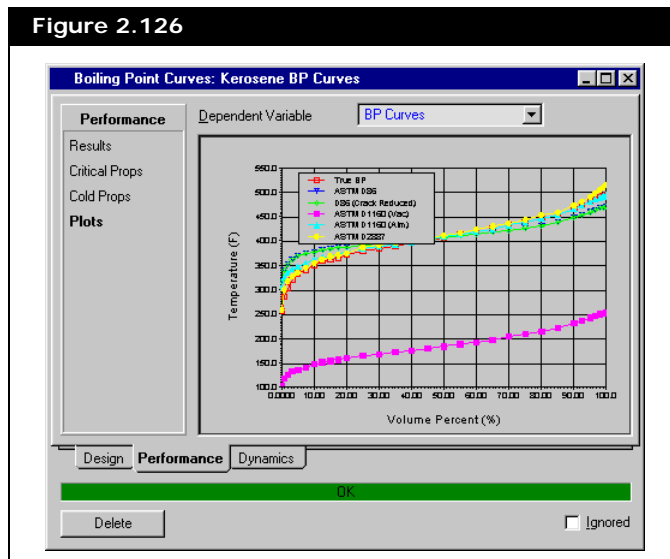 Figure 2.126
Boiling Point Curves: Kerosene BP Curves
Performance
Results
Critical Props
Cold Props
Plots
Dependent Variable
BP Curves
True BP
ASTM D86
D86 (Crack Reduced)
ASTM D1160 (Vac)
ASTM D1160 (Atm)
ASTM D2887
550.0
500.0
450.0
400.0
350.0
300.0
250.0
200.0
150.0
100.0
Temperature (F)
0.0000 10.00 20.00 30.00 40.00 50.00 60.00 70.00 80.00 90.00 100.0
Volume Percent (%)
Design Performance Dynamics
OK
Delete
Ignored